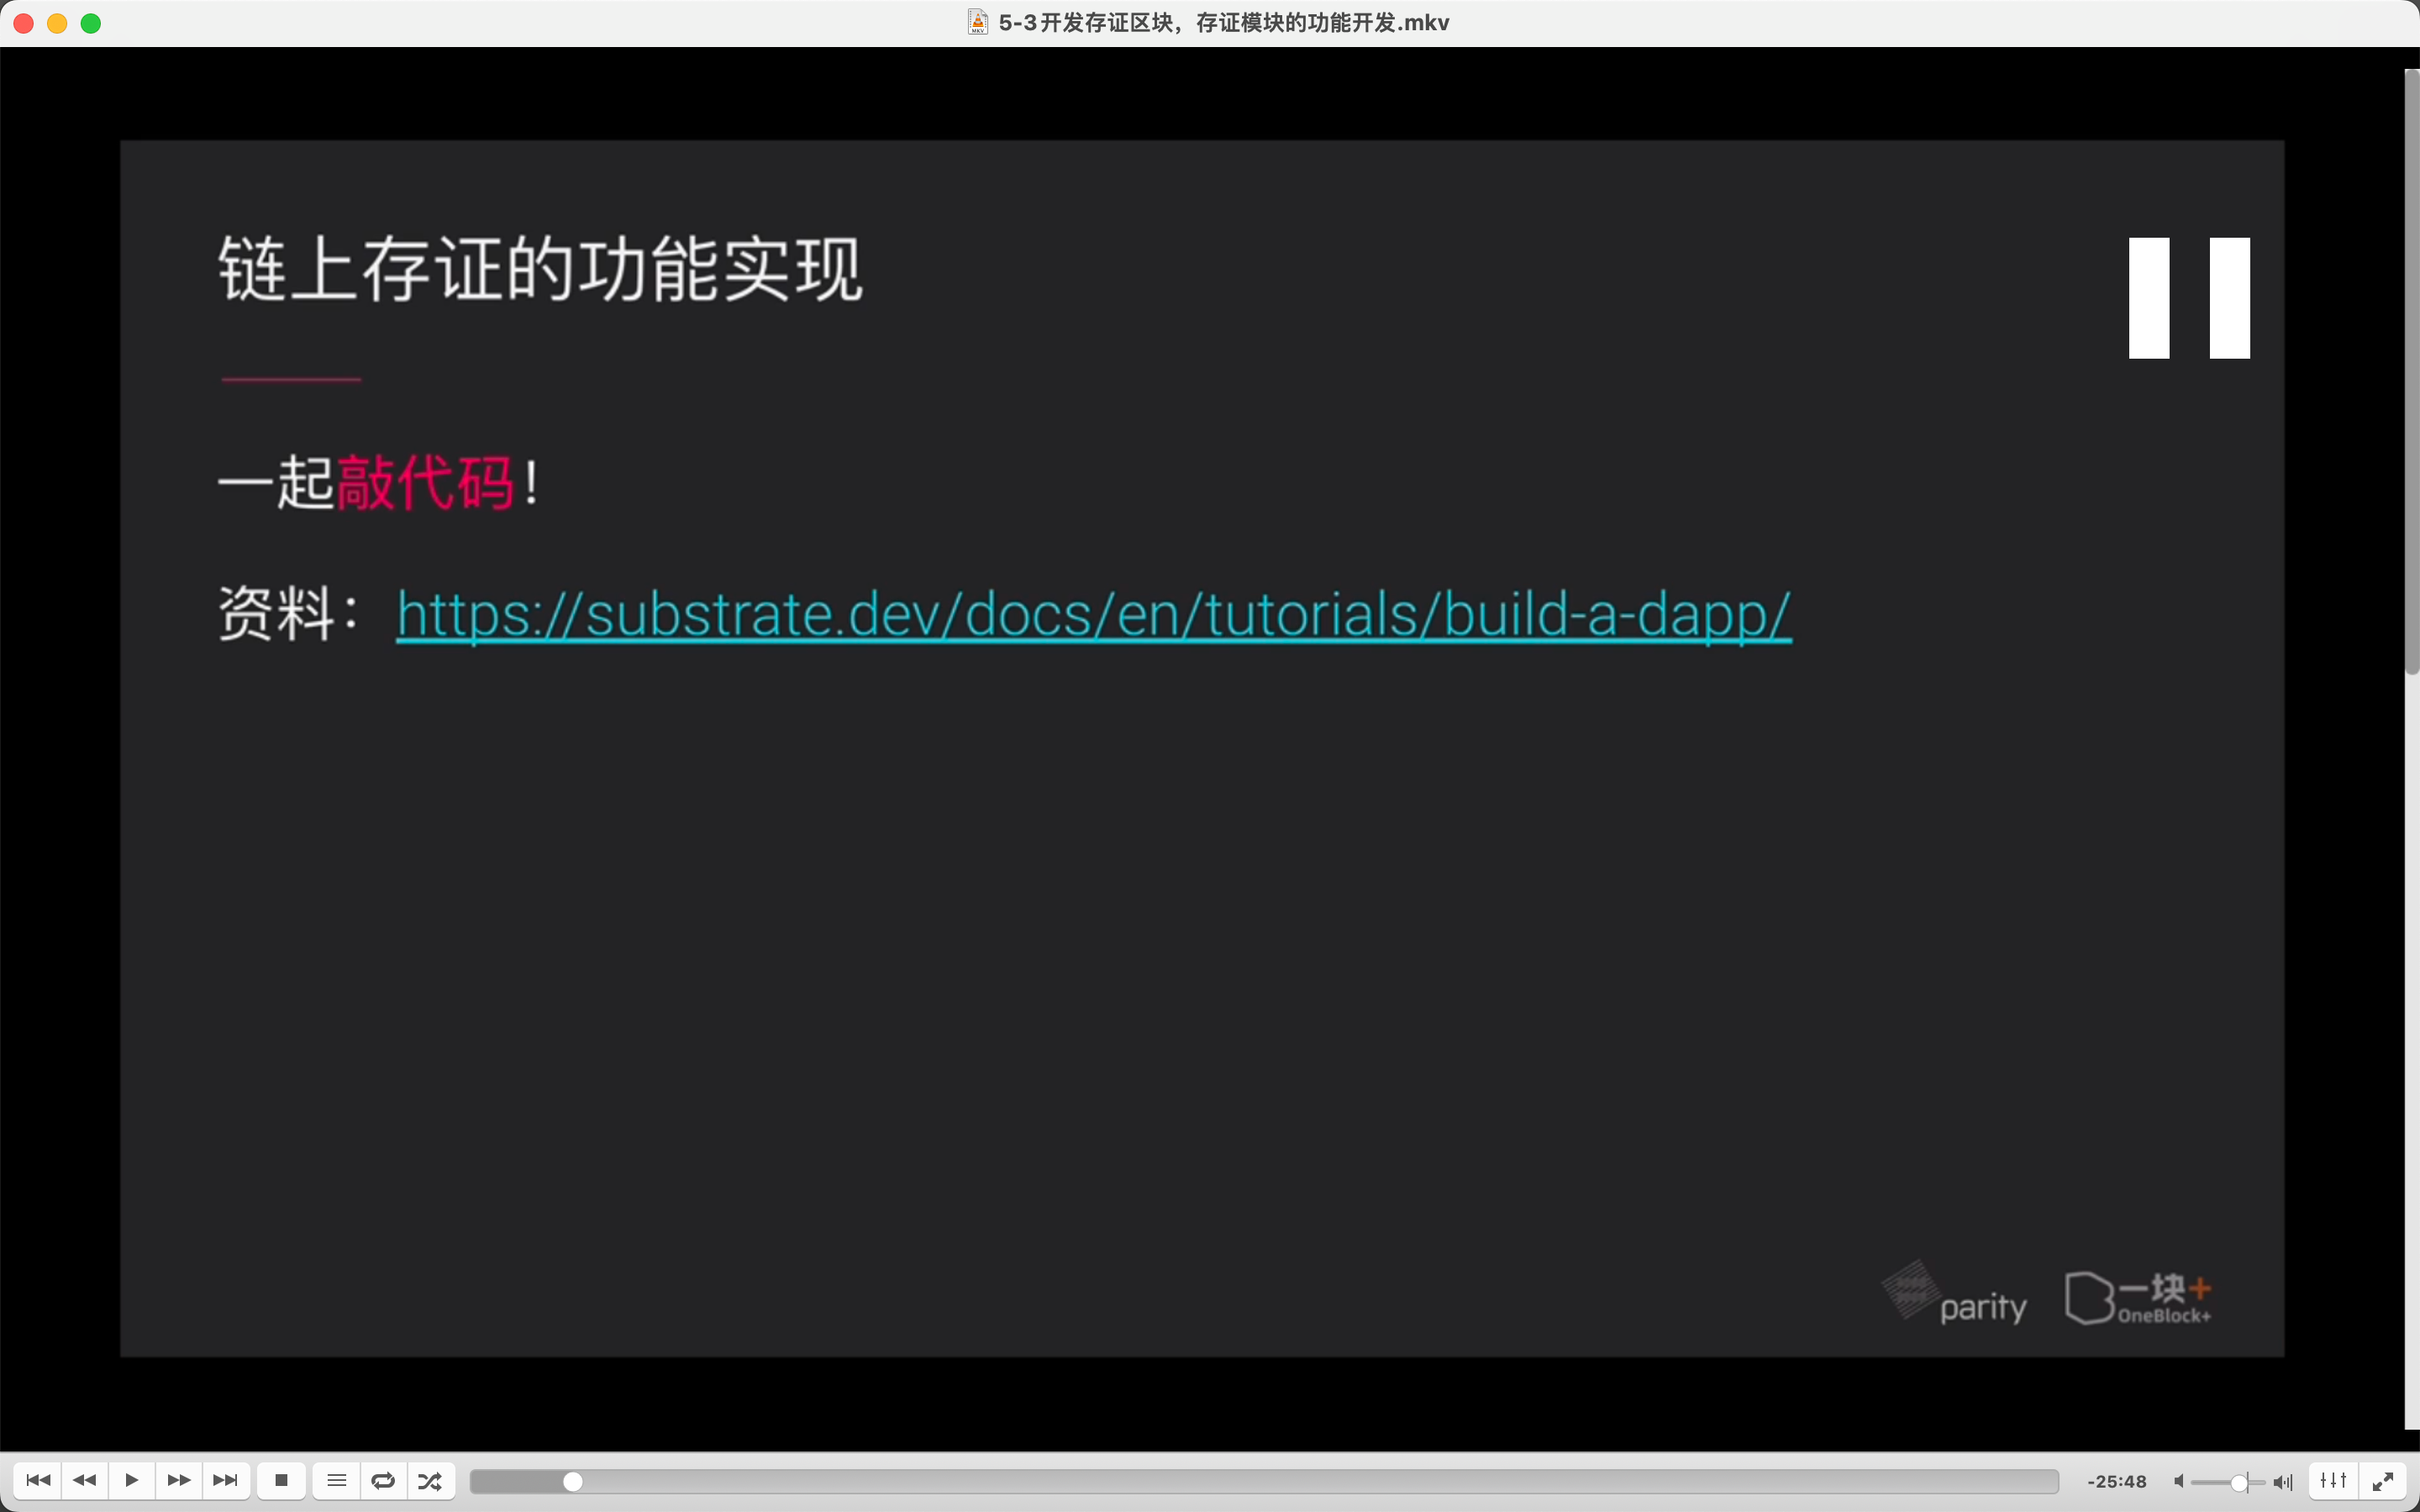 5-3开发存证区块，存证模块的功能开发.mkv
链上存证的功能实现
一起敲代码！
资料：https://substrate.dev/docs/en/tutorials/build-a-dapp/
parity
一块+
OneBlock+
-25:48